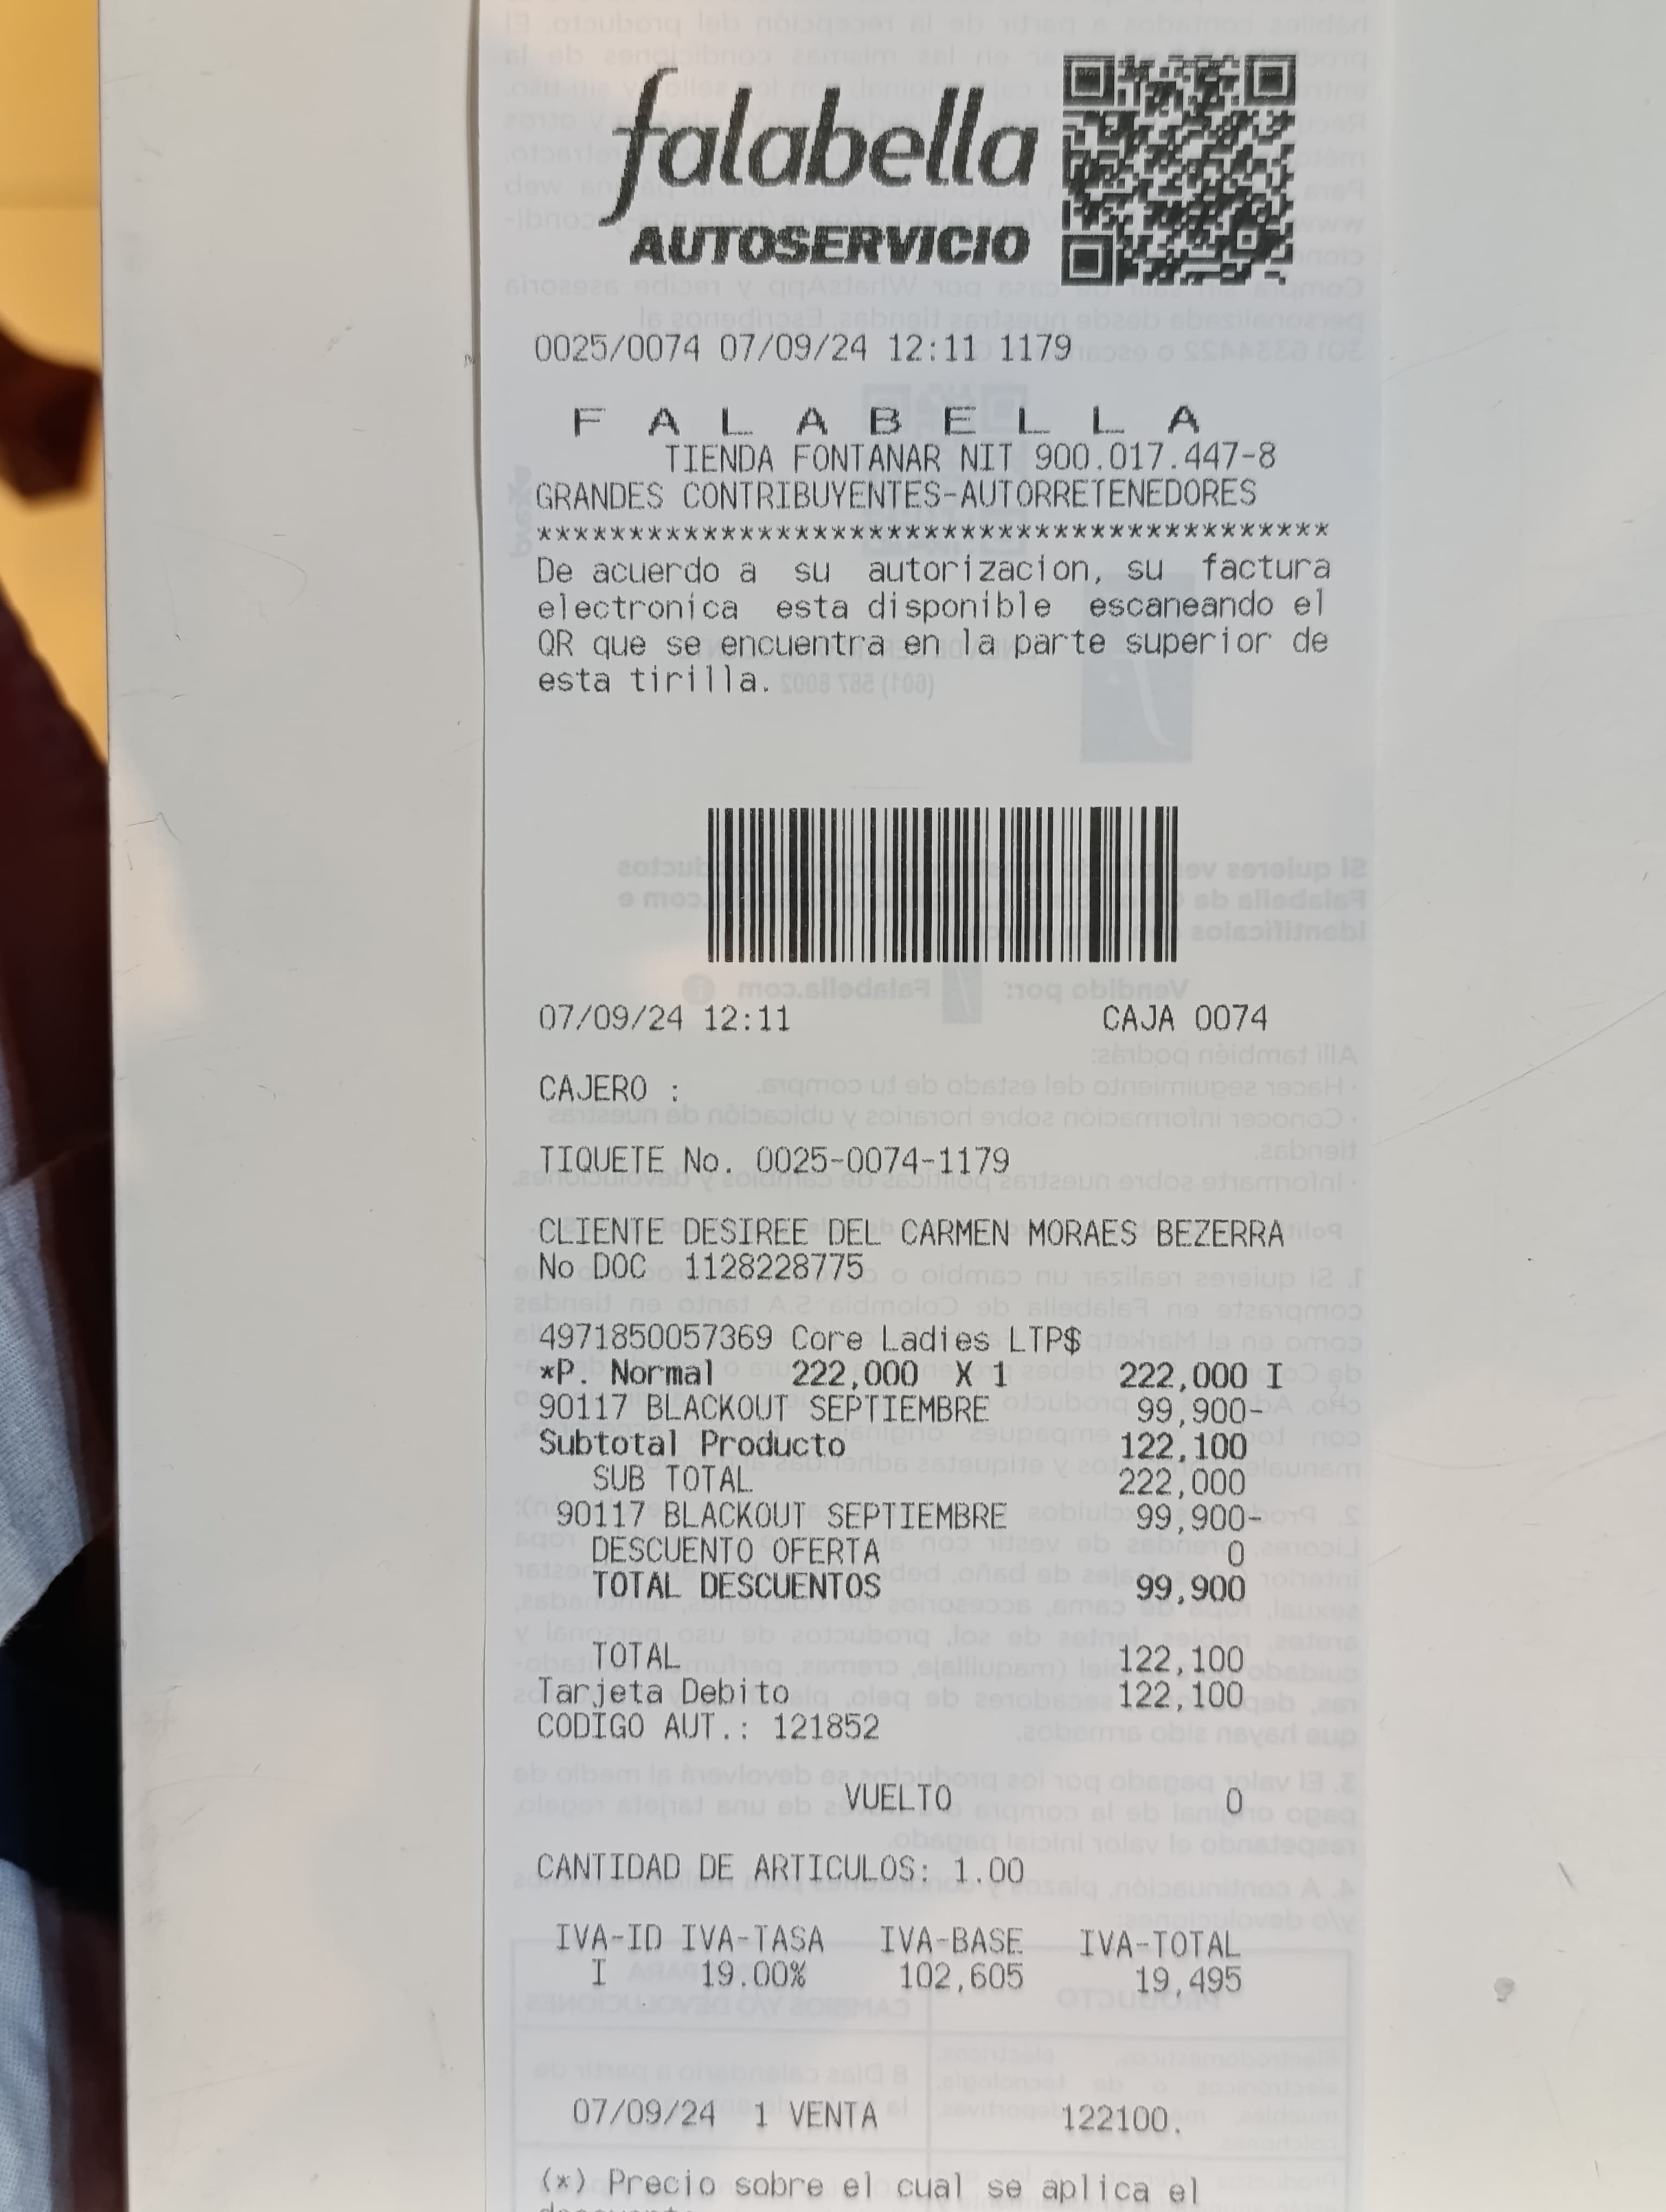 falabella
AUTOSERVICIO
0025/0074 07/09/24 12:11 1179
F A L A B E L L A
TIENDA FONTANAR NIT 900.017.447-8
GRANDES CONTRIBUYENTES-AUTORRETENEDORES
********************************************
De acuerdo a su autorizacion, su factura
electronica esta disponible escaneando el
QR que se encuentra en la parte superior de
esta tirilla.
07/09/24 12:11 CAJA 0074
CAJERO :
TIQUETE No. 0025-0074-1179
CLIENTE DESIREE DEL CARMEN MORAES BEZERRA
No DOC 1128228775
4971850057369 Core Ladies LTP$
*P. Normal 222,000 X 1 222,000 I
90117 BLACKOUT SEPTIEMBRE 99,900-
Subtotal Producto 122,100
SUB TOTAL 222,000
90117 BLACKOUT SEPTIEMBRE 99,900-
DESCUENTO OFERTA 0
TOTAL DESCUENTOS 99,900
TOTAL 122,100
Tarjeta Debito 122,100
CODIGO AUT.: 121852
VUELTO 0
CANTIDAD DE ARTICULOS: 1.00
IVA-ID IVA-TASA IVA-BASE IVA-TOTAL
I 19.00% 102,605 19,495
07/09/24 1 VENTA 122100.
(*) Precio sobre el cual se aplica el